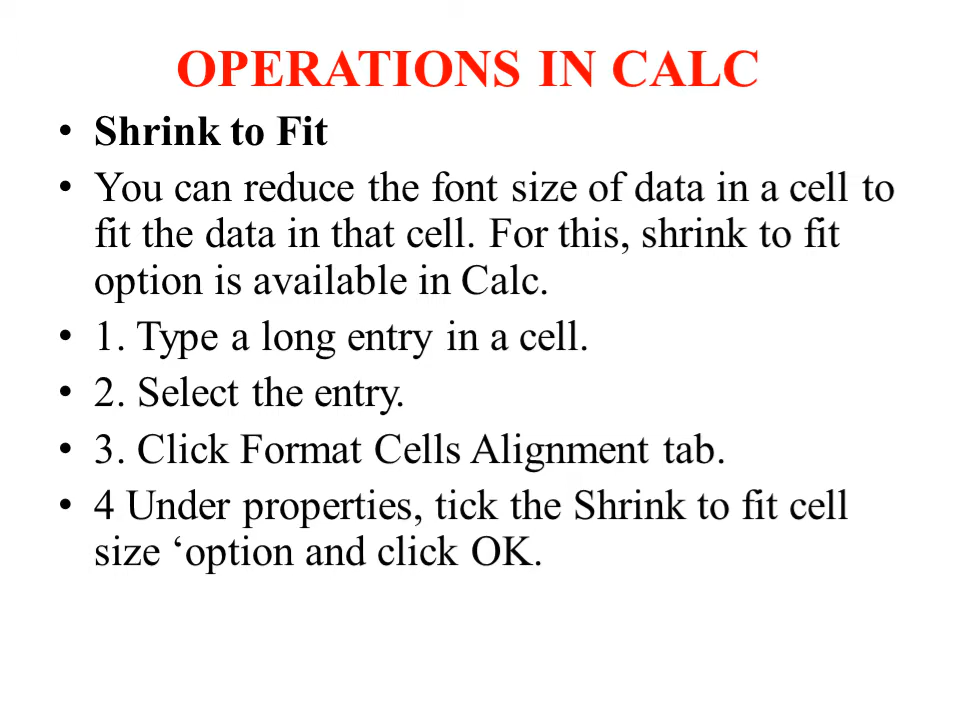 OPERATIONS IN CALC
• Shrink to Fit
• You can reduce the font size of data in a cell to
fit the data in that cell. For this, shrink to fit
option is available in Calc.
• 1. Type a long entry in a cell.
• 2. Select the entry.
• 3. Click Format Cells Alignment tab.
• 4 Under properties, tick the Shrink to fit cell
size ‘option and click OK.